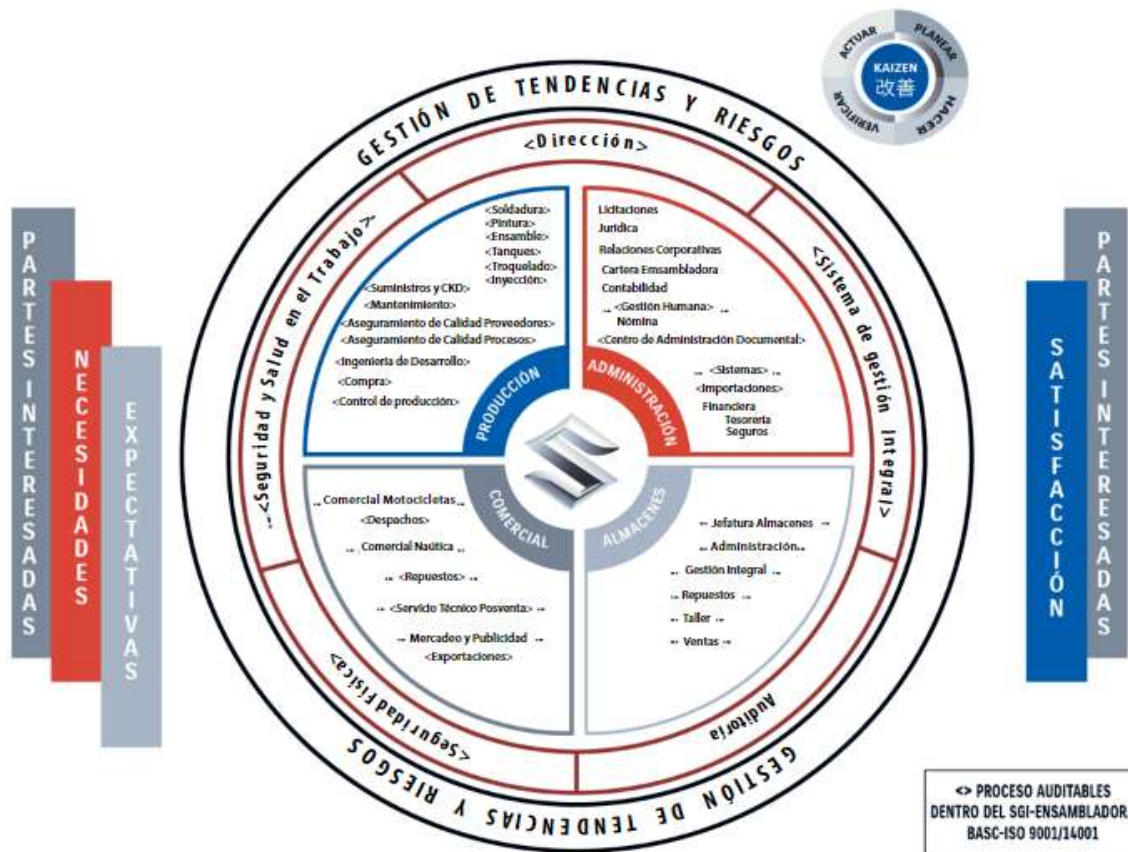 ACTUAR
PLANEAR
KAIZEN
改善
VERIFICAR
HACER
GESTIÓN DE TENDENCIAS Y RIESGOS
<Dirección>
...<Seguridad y Salud en el Trabajo>...
<Sistema de gestión Integral>
PARTES INTERESADAS
NECESIDADES
EXPECTATIVAS
<Soldadura>
<Pintura>
<Ensamble>
<Tanques>
<Troquelado>
<Inyección>
<Suministros y CKD>
<Mantenimiento>
<Aseguramiento de Calidad Proveedores>
<Aseguramiento de Calidad Procesos>
<Ingeniería de Desarrollo>
<Compra>
<Control de producción>
PRODUCCIÓN
Licitaciones
Jurídica
Relaciones Corporativas
Cartera Emsambladora
Contabilidad
... <Gestión Humana> ...
Nómina
<Centro de Administración Documental>
... <Sistemas> ...
<Importaciones>
Financiera
Tesorería
Seguros
ADMINISTRACIÓN
COMERCIAL
... Comercial Motocicletas ...
<Despachos>
... Comercial Naútica ...
... <Repuestos> ...
... <Servicio Técnico Posventa> ...
... Mercadeo y Publicidad ...
<Exportaciones>
ALMACENES
... Jefatura Almacenes ...
... Administración...
... Gestión Integral ...
... Repuestos ...
... Taller ...
... Ventas ...
SATISFACCIÓN
PARTES INTERESADAS
<Seguridad Física>
Auditoría
GESTIÓN DE TENDENCIAS Y RIESGOS
<> PROCESO AUDITABLES
DENTRO DEL SGI-ENSAMBLADOR
BASC-ISO 9001/14001